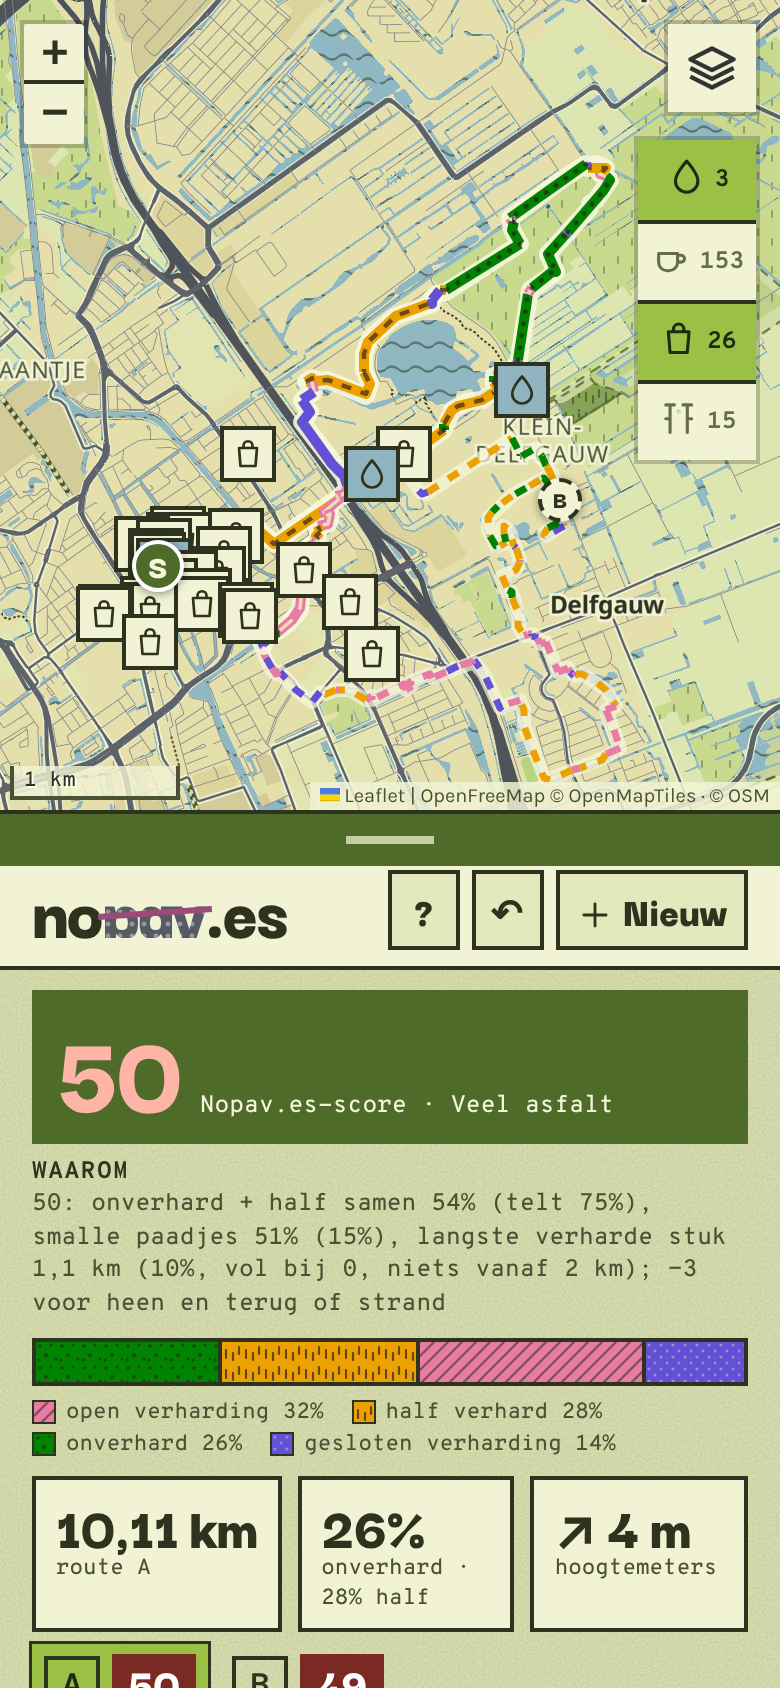 +
−
3
153
26
15
AANTJE
KLEIN-
DELFGAUW
B
S
Delfgauw
1 km
Leaflet | OpenFreeMap © OpenMapTiles · © OSM
nopav.es
?
↶
+ Nieuw
50 Nopav.es-score · Veel asfalt
WAAROM
50: onverhard + half samen 54% (telt 75%),
smalle paadjes 51% (15%), langste verharde stuk
1,1 km (10%, vol bij 0, niets vanaf 2 km); −3
voor heen en terug of strand
open verharding 32% half verhard 28%
onverhard 26% gesloten verharding 14%
10,11 km
route A
26%
onverhard ·
28% half
↗ 4 m
hoogtemeters
A 50 B 49